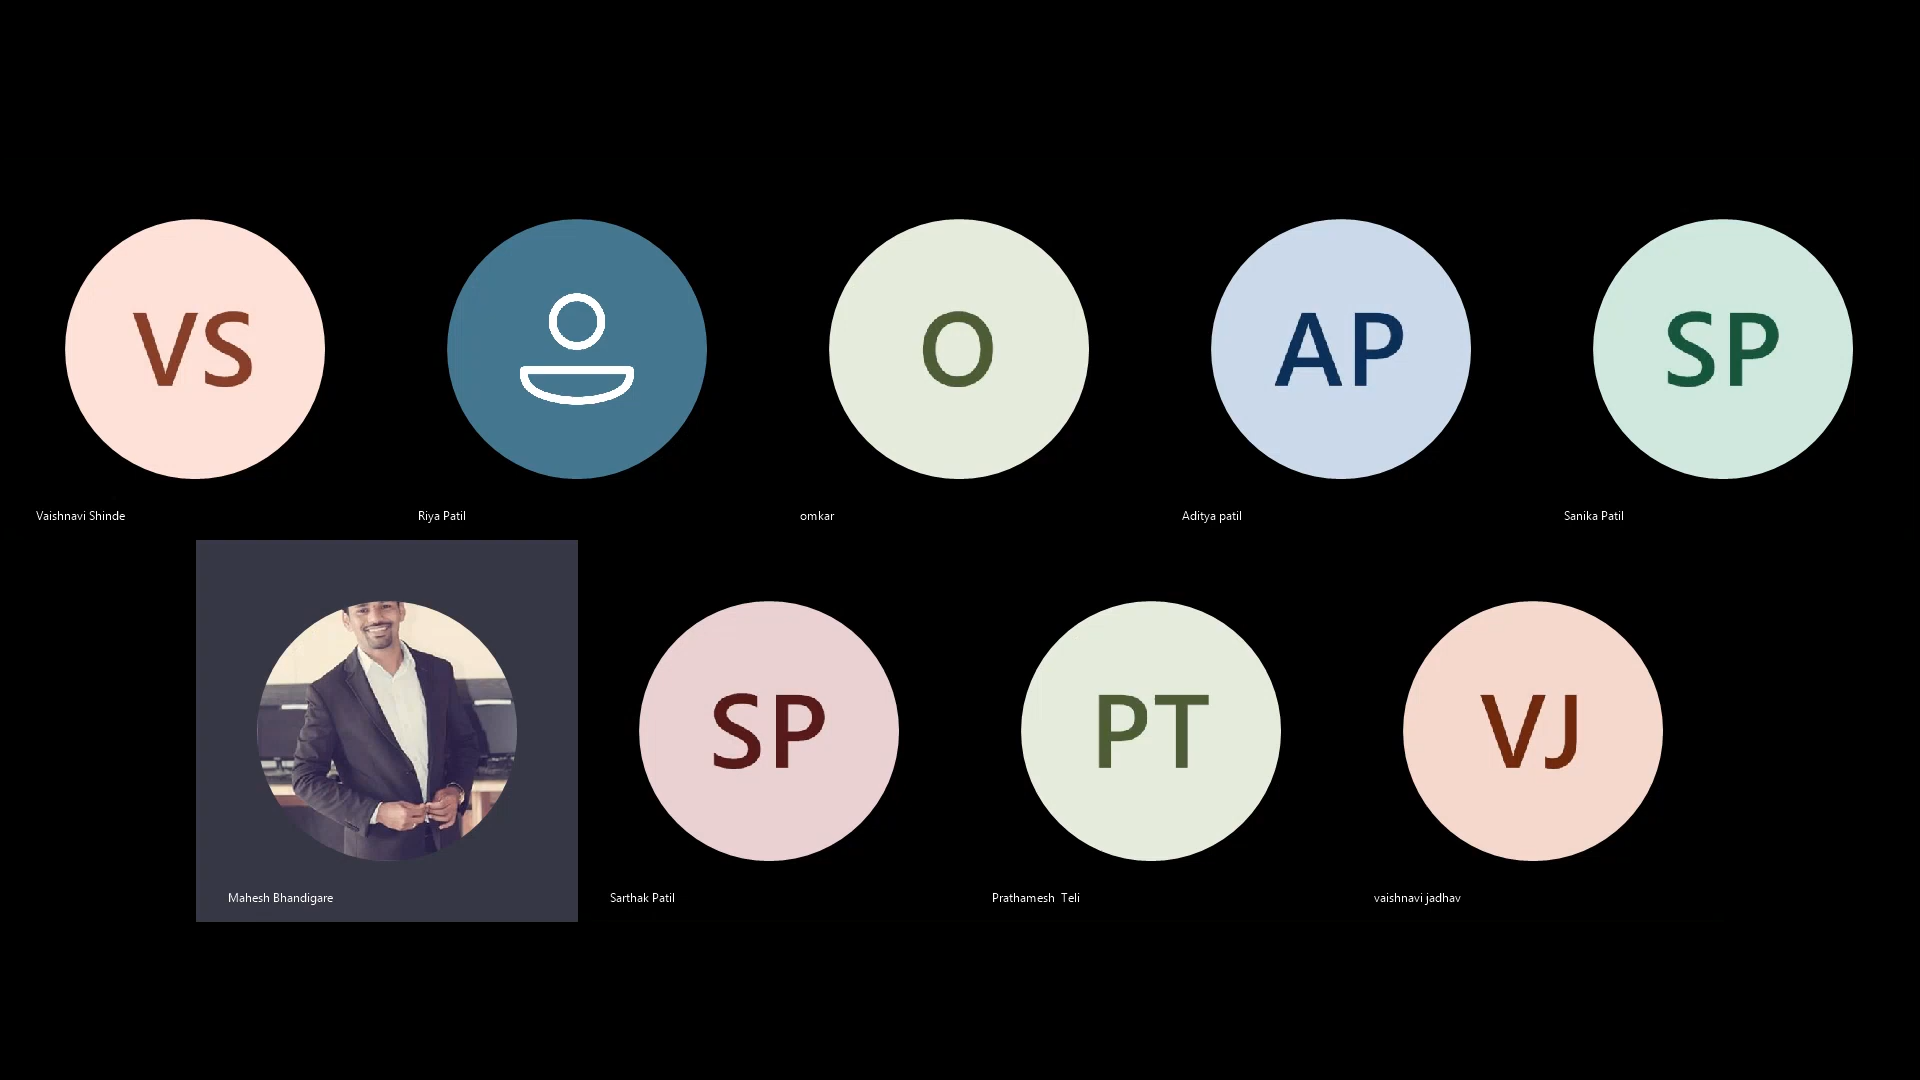 VS
O
AP
SP
Vaishnavi Shinde
Riya Patil
omkar
Aditya patil
Sanika Patil
SP
PT
VJ
Mahesh Bhandigare
Sarthak Patil
Prathamesh  Teli
vaishnavi jadhav